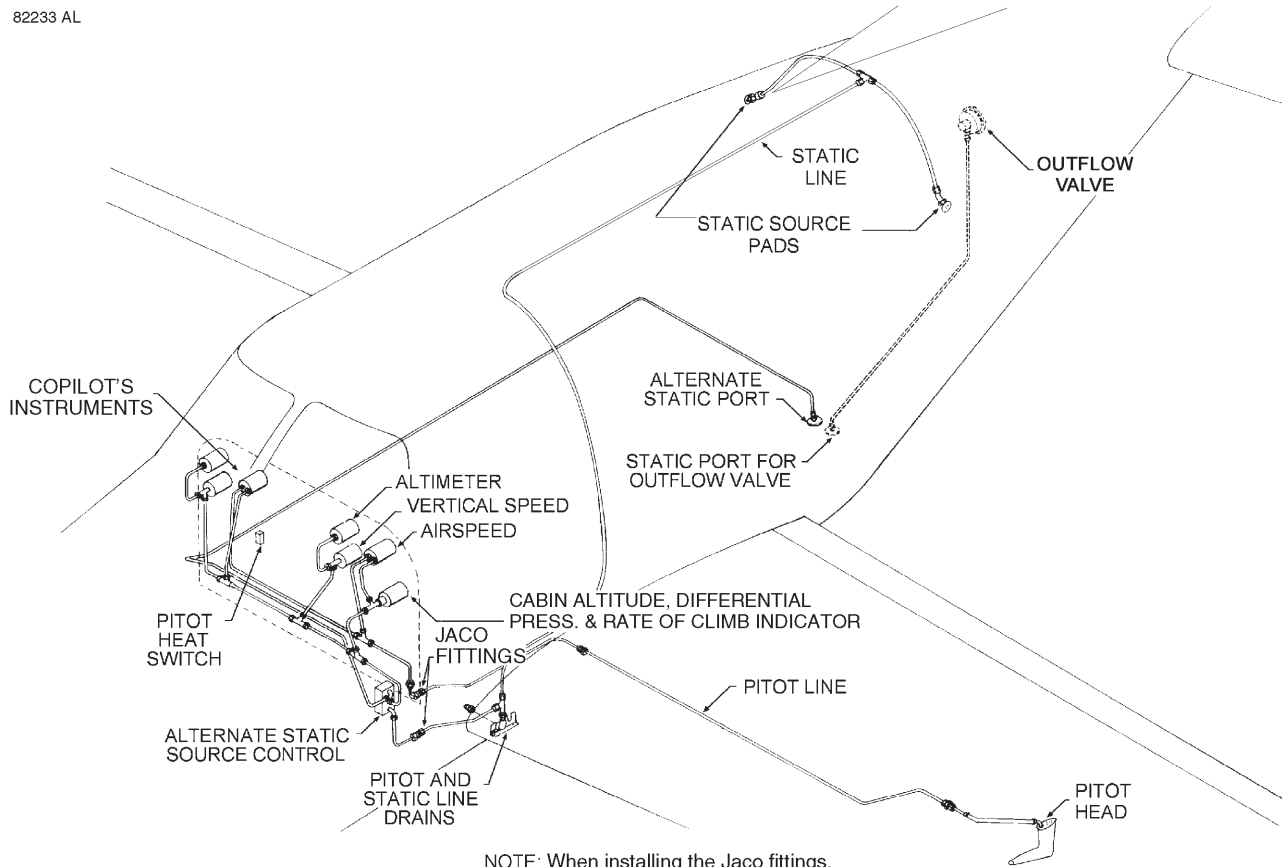 82233 AL
STATIC
LINE
OUTFLOW
VALVE
STATIC SOURCE
PADS
COPILOT'S
INSTRUMENTS
ALTERNATE
STATIC PORT
STATIC PORT FOR
OUTFLOW VALVE
ALTIMETER
VERTICAL SPEED
AIRSPEED
CABIN ALTITUDE, DIFFERENTIAL
PRESS. & RATE OF CLIMB INDICATOR
PITOT
HEAT
SWITCH
JACO
FITTINGS
PITOT LINE
ALTERNATE STATIC
SOURCE CONTROL
PITOT AND
STATIC LINE
DRAINS
PITOT
HEAD
NOTE: When installing the Jaco fittings,